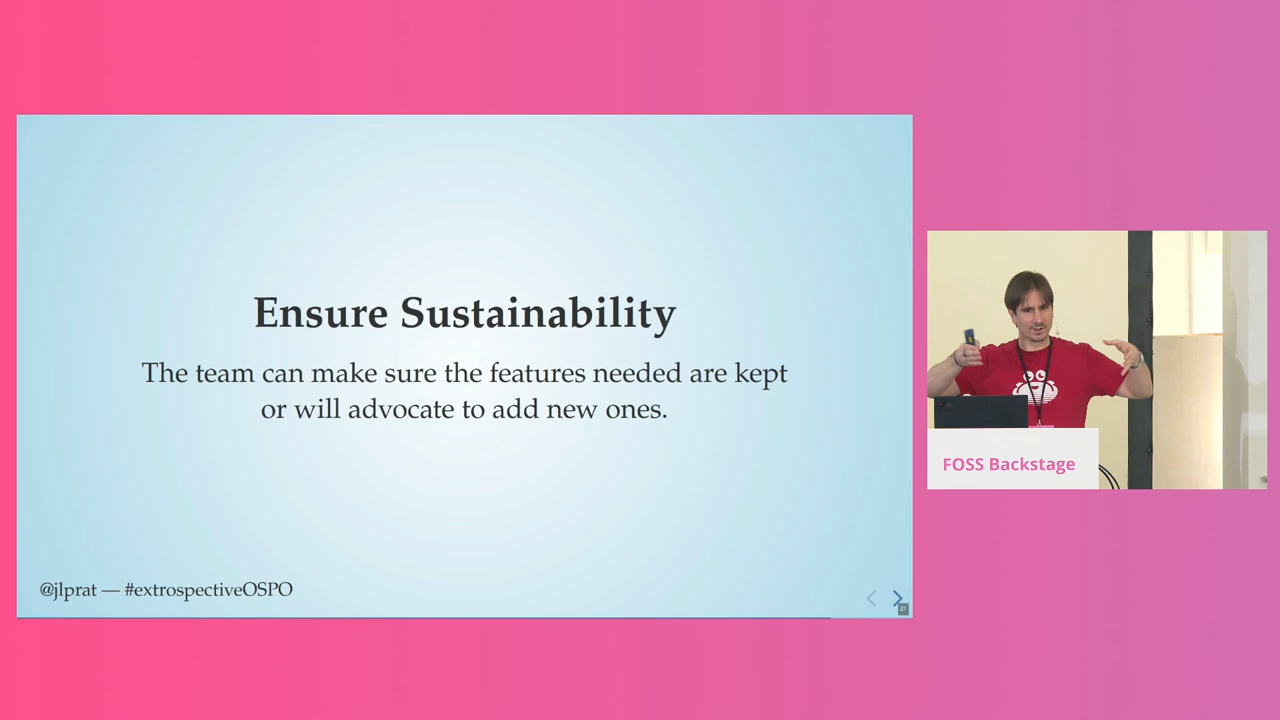 Ensure Sustainability
The team can make sure the features needed are kept
or will advocate to add new ones.
@jlprat — #extrospectiveOSPO
21
FOSS Backstage